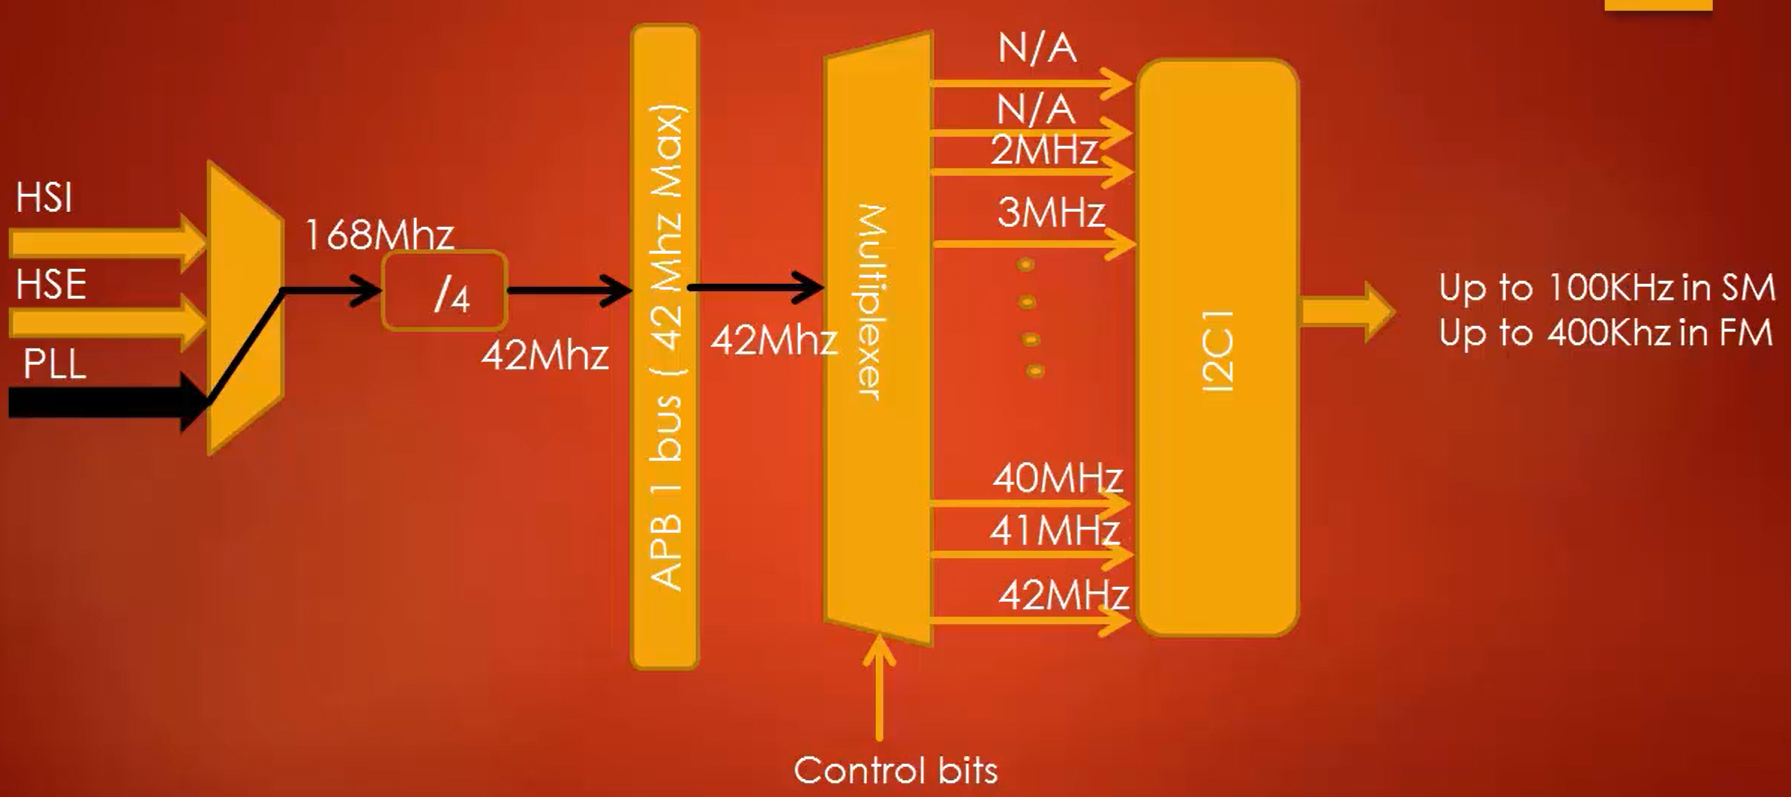 HSI
HSE
PLL
168Mhz
/4
42Mhz
APB 1 bus ( 42 Mhz Max)
42Mhz
Multiplexer
Control bits
N/A
N/A
2MHz
3MHz
40MHz
41MHz
42MHz
I2C1
Up to 100KHz in SM
Up to 400Khz in FM